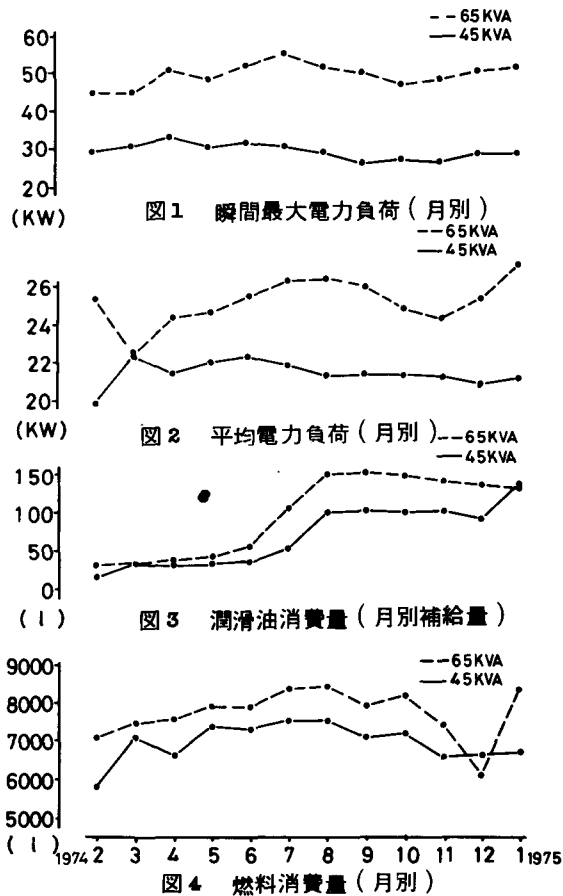 --65KVA
—45KVA
60
50
40
30
20
(KW)
図1 瞬間最大電力負荷(月別)
--65KVA
—45KVA
26
24
22
20
(KW)
図2 平均電力負荷(月別)
--65KVA
—45KVA
150
100
50
0
(l)
図3 潤滑油消費量(月別補給量)
9000
8000
7000
6000
5000
(l)
--65KVA
—45KVA
1974 2 3 4 5 6 7 8 9 10 11 12 1 1975
図4 燃料消費量(月別)